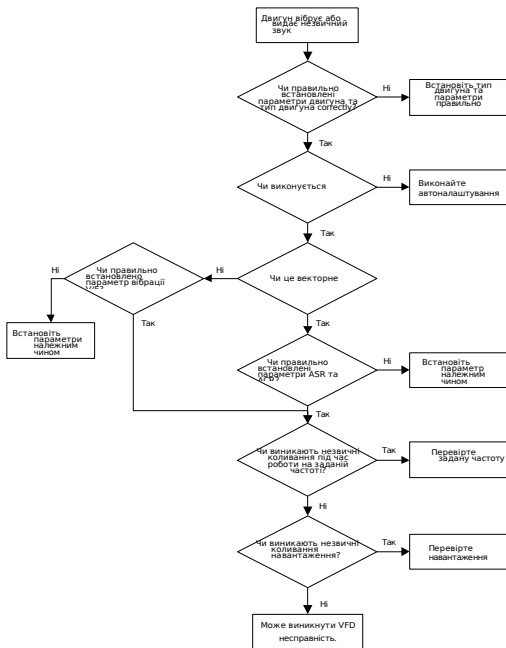 Двигун вібрує або
видає незвичний
звук
Чи правильно
встановлені
параметри двигуна та
тип двигуна correctly?
Ні
Встановіть тип
двигуна та
параметри
правильно
Так
Чи виконується
Ні
Виконайте
автоналаштування
Так
Чи це векторне
Ні
Чи правильно
встановлено
параметр вібрації
V/F?
Ні
Встановіть
параметри
належним
чином
Так
Так
Чи правильно
встановлені
параметри ASR та
ACR?
Ні
Встановіть
параметр
належним
чином
Так
Чи виникають незвичні
коливання під час
роботи на заданій
частоті?
Так
Перевірте
задану частоту
Ні
Чи виникають незвичні
коливання
навантаження?
Так
Перевірте
навантаження
Ні
Може виникнути VFD
несправність.